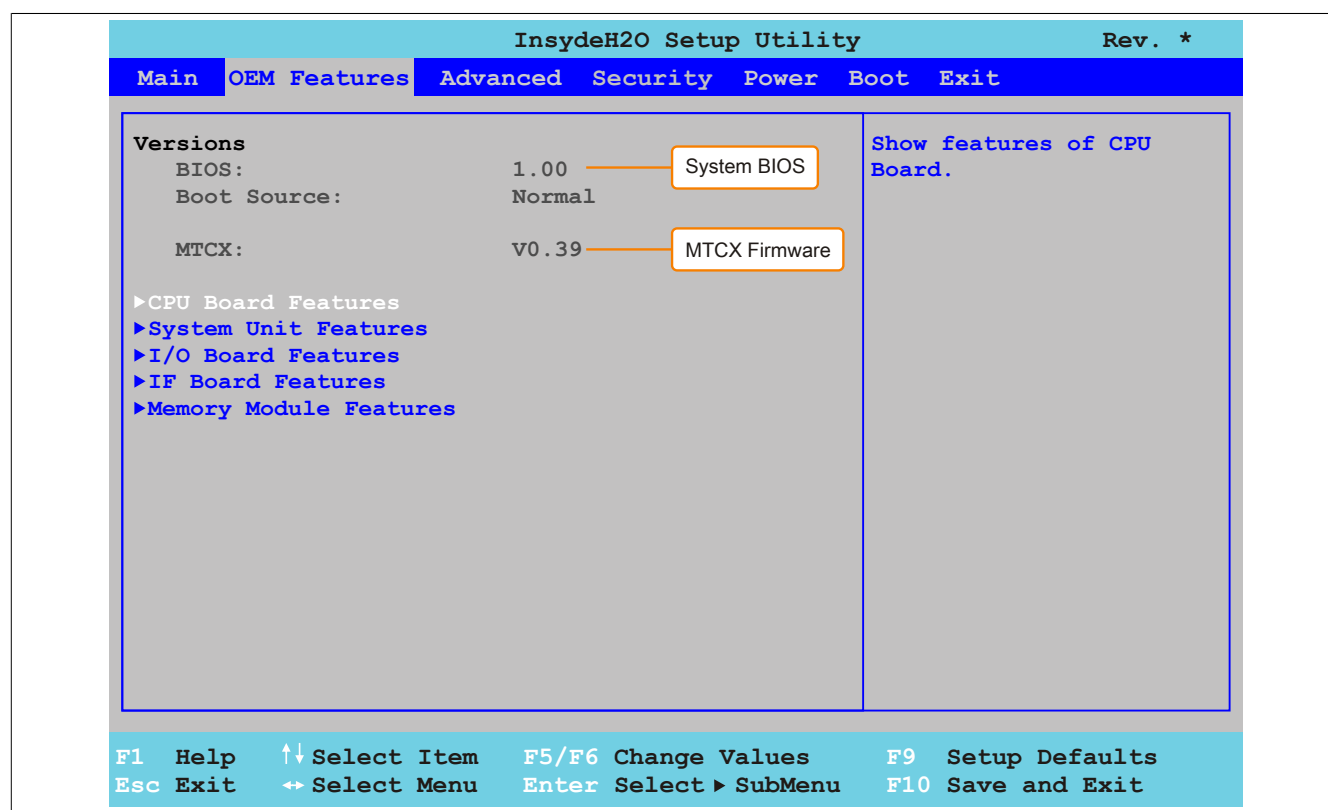 InsydeH2O Setup Utility Rev. *
Main OEM Features Advanced Security Power Boot Exit
Versions
BIOS: 1.00 System BIOS
Boot Source: Normal
MTCX: V0.39 MTCX Firmware
▶CPU Board Features
▶System Unit Features
▶I/O Board Features
▶IF Board Features
▶Memory Module Features
Show features of CPU
Board.
F1 Help ↑↓ Select Item F5/F6 Change Values F9 Setup Defaults
Esc Exit ↔ Select Menu Enter Select ▶ SubMenu F10 Save and Exit